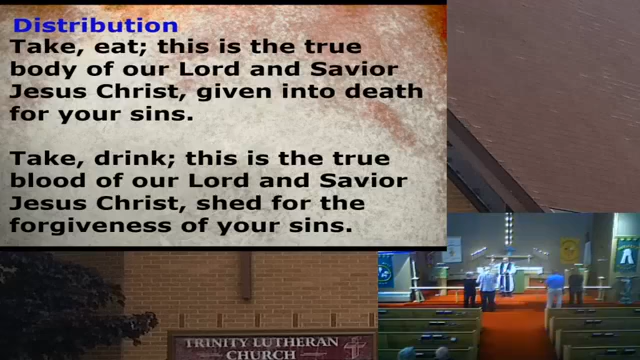 Distribution
Take, eat; this is the true
body of our Lord and Savior
Jesus Christ, given into death
for your sins.
Take, drink; this is the true
blood of our Lord and Savior
Jesus Christ, shed for the
forgiveness of your sins.
TRINITY LUTHERAN
CHURCH